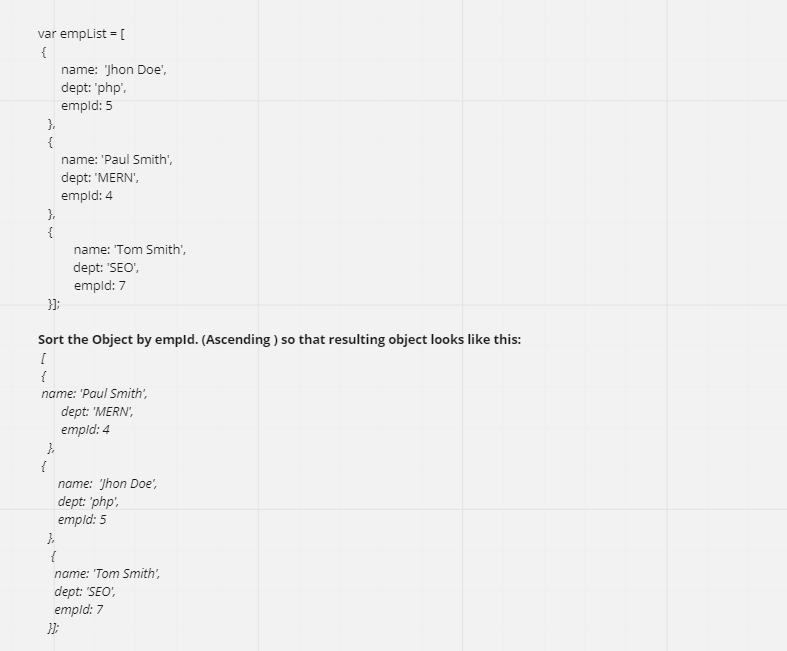 var empList = [
{
name:  'Jhon Doe',
dept: 'php',
empId: 5
},
{
name: 'Paul Smith',
dept: 'MERN',
empId: 4
},
{
name: 'Tom Smith',
dept: 'SEO',
empId: 7
}];
Sort the Object by empId. (Ascending ) so that resulting object looks like this:
[
{
name: 'Paul Smith',
dept: 'MERN',
empId: 4
},
{
name:  'Jhon Doe',
dept: 'php',
empId: 5
},
{
name: 'Tom Smith',
dept: 'SEO',
empId: 7
}];